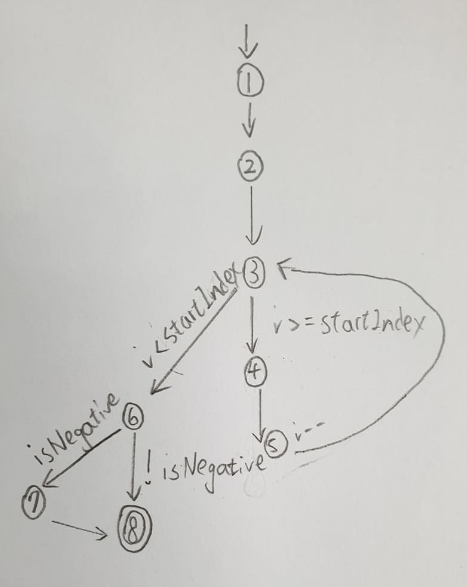 1
2
3
i<startIndex
i>=startIndex
4
6
isNegative
5
i--
!isNegative
7
8